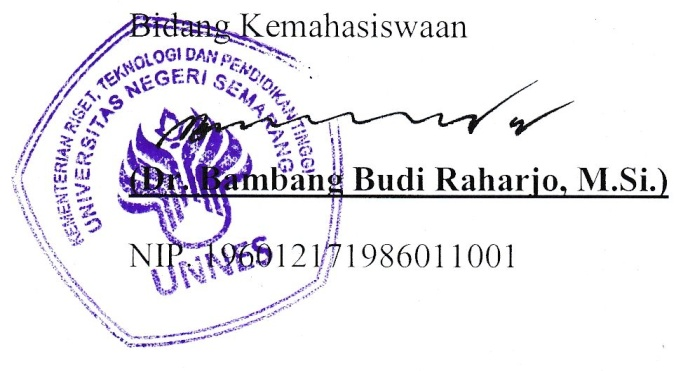 Bidang Kemahasiswaan
KEMENTERIAN RISET, TEKNOLOGI DAN PENDIDIKAN TINGGI
UNIVERSITAS NEGERI SEMARANG
UNNES
(Dr. Bambang Budi Raharjo, M.Si.)
NIP. 196012171986011001